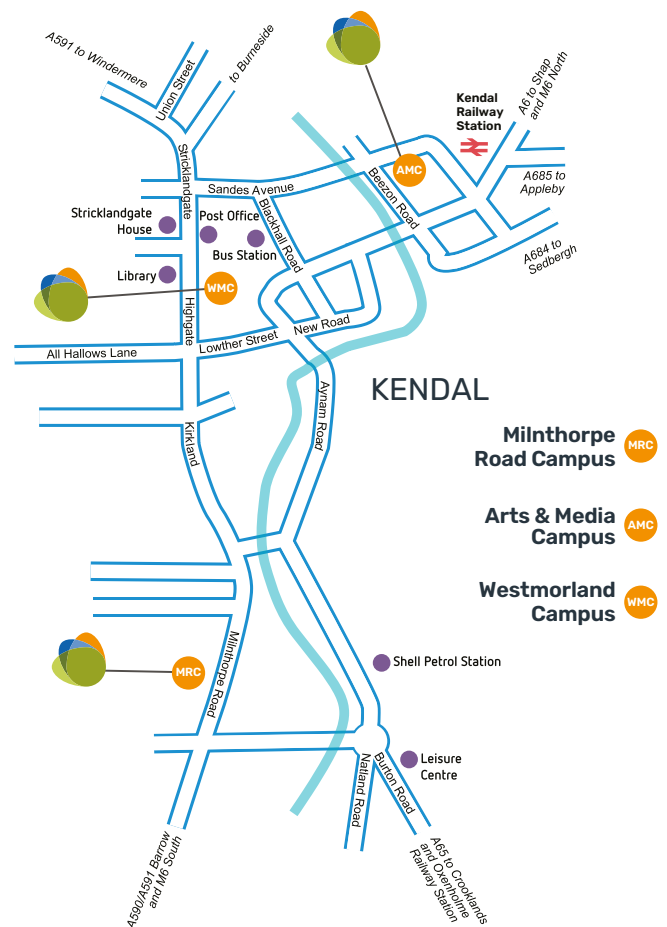 A591 to Windermere
Union Street
to Burneside
Kendal
Railway
Station
A6 to Shap
and M6 North
AMC
A685 to
Appleby
Stricklandgate
Sandes Avenue
Beezon Road
Stricklandgate
House
Post Office
Blackhall Road
Bus Station
A684 to
Sedbergh
Library
WMC
Highgate
New Road
Lowther Street
All Hallows Lane
KENDAL
Aynam Road
Kirkland
Milnthorpe
Road Campus
MRC
Arts & Media
Campus
AMC
Westmorland
Campus
WMC
Milnthorpe Road
MRC
Shell Petrol Station
Leisure
Centre
Natland Road
Burton Road
A590/A591 Barrow
and M6 South
A65 to Crooklands
and Oxenholme
Railway Station